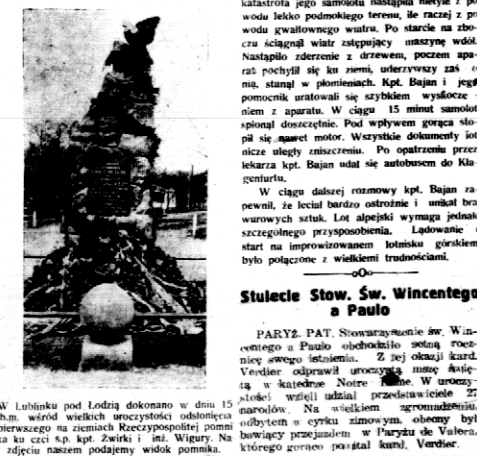 katastrofa jego samolotu nastąpiła nietyle z po
wodu lekko podmokłego terenu, ile raczej z po
wodu gwałtownego wiatru. Po starcie na zbo-
czu ściągnął wiatr zstępujący maszynę wdół.
Nastąpiło zderzenie z drzewem, poczem apa-
rat pochylił się ku ziemi, uderzywszy zaś o
nią, stanął w płomieniach. Kpt. Bajan i jego
pomocnik uratowali się szybkiem wyskocze
niem z aparatu. W ciągu 15 minut samolot
spłonął doszczętnie. Pod wpływem gorąca sto-
pił się nawet motor. Wszystkie dokumenty lot
nicze uległy zniszczeniu. Po opatrzeniu przez
lekarza kpt. Bajan udał się autobusem do Kla-
genfurtu.
W ciągu dalszej rozmowy kpt. Bajan za-
pewnił, że leciał bardzo ostrożnie i unikał bra
wurowych sztuk. Lot alpejski wymaga jednak
szczególnego przysposobienia. Lądowanie i
start na improwizowanem lotnisku górskiem
było połączone z wielkiemi trudnościami.
oOo
Stulecie Stow. Św. Wincentego
a Paulo
PARYŻ. PAT. Stowarzyszenie św. Win-
centego a Paulo obchodziło setną rocz-
nicę swego istnienia. Z tej okazji kard.
Verdier odprawił uroczystą mszę świę-
tą w katedrze Notre Dame. W uroczy-
stości wzięli udział przedstawiciele 27
narodów. Na wielkiem zgromadzeniu,
odbytem w cyrku zimowym, obecny był
bawiący przejazdem w Paryżu de Valera,
którego gorąco powitał kard. Verdier.
W Lublinku pod Łodzią dokonano w dniu 15
b.m. wśród wielkich uroczystości odsłonięcia
pierwszego na ziemiach Rzeczypospolitej pomni
ka ku czci ś.p. kpt. Żwirki i inż. Wigury. Na
zdjęciu naszem podajemy widok pomnika.